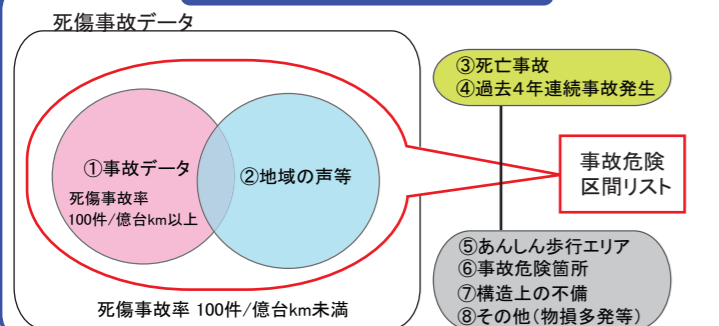 死傷事故データ
①事故データ
死傷事故率
100件/億台km以上
②地域の声等
死傷事故率 100件/億台km未満
③死亡事故
④過去4年連続事故発生
事故危険
区間リスト
⑤あんしん歩行エリア
⑥事故危険箇所
⑦構造上の不備
⑧その他(物損多発等)